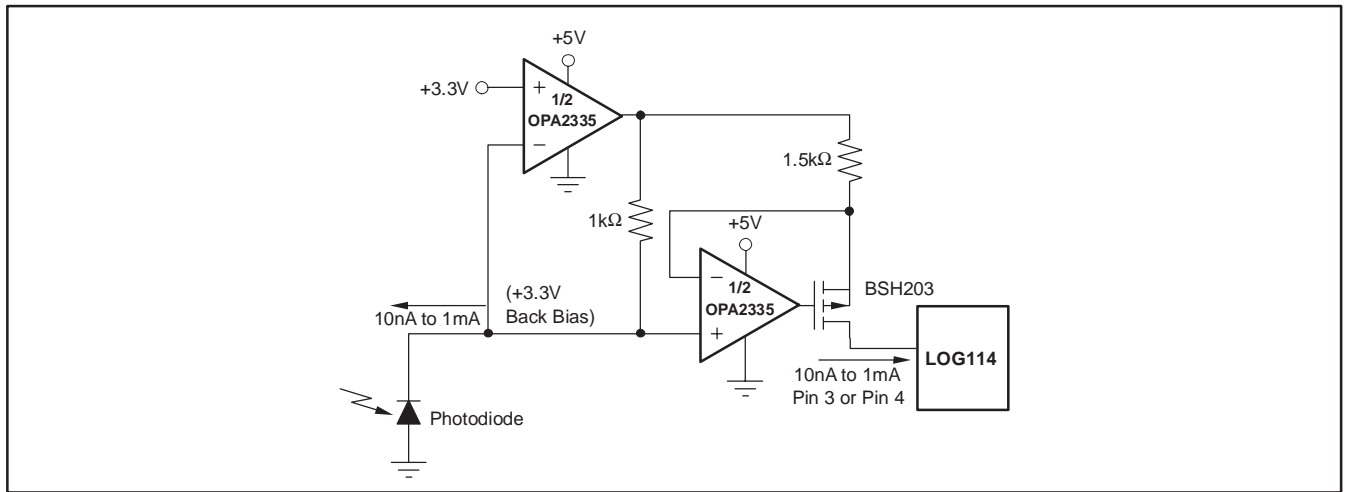 +5V
+3.3V
+
1/2
OPA2335
−
1.5kΩ
1kΩ
+5V
−
1/2
OPA2335
+
BSH203
(+3.3V
Back Bias)
10nA to 1mA
LOG114
10nA to 1mA
Pin 3 or Pin 4
Photodiode